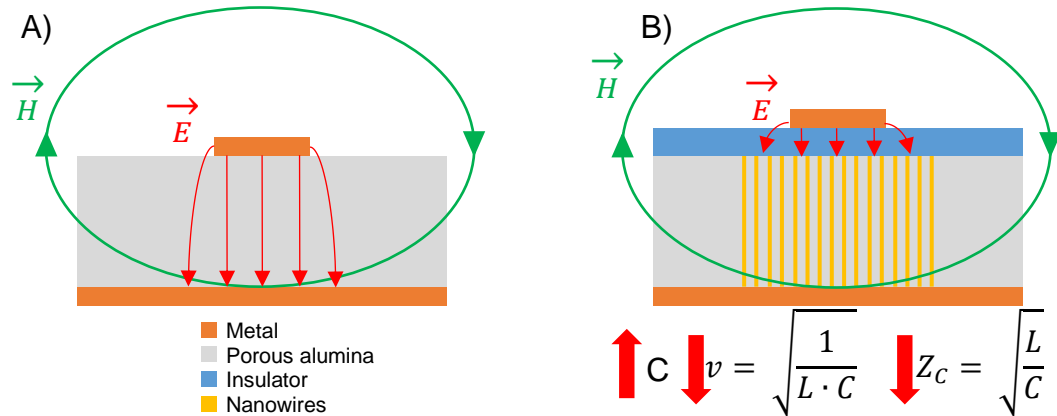 A)
B)
H⃗
E⃗
H⃗
E⃗
Metal
Porous alumina
Insulator
Nanowires
C v = √(1/(L · C)) Z_C = √(L/C)